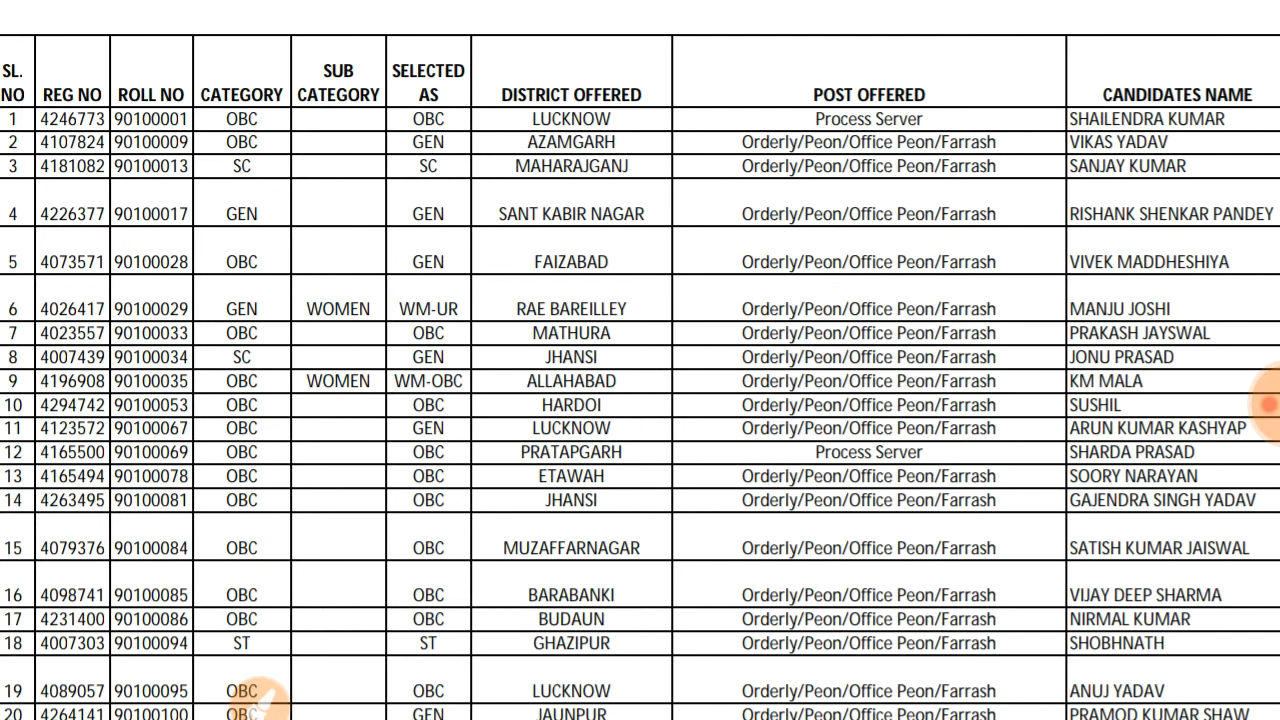 SL. NO REG NO ROLL NO CATEGORY SUB CATEGORY SELECTED AS DISTRICT OFFERED POST OFFERED CANDIDATES NAME
1 4246773 90100001 OBC OBC LUCKNOW Process Server SHAILENDRA KUMAR
2 4107824 90100009 OBC GEN AZAMGARH Orderly/Peon/Office Peon/Farrash VIKAS YADAV
3 4181082 90100013 SC SC MAHARAJGANJ Orderly/Peon/Office Peon/Farrash SANJAY KUMAR
4 4226377 90100017 GEN GEN SANT KABIR NAGAR Orderly/Peon/Office Peon/Farrash RISHANK SHENKAR PANDEY
5 4073571 90100028 OBC GEN FAIZABAD Orderly/Peon/Office Peon/Farrash VIVEK MADDHESHIYA
6 4026417 90100029 GEN WOMEN WM-UR RAE BAREILLEY Orderly/Peon/Office Peon/Farrash MANJU JOSHI
7 4023557 90100033 OBC OBC MATHURA Orderly/Peon/Office Peon/Farrash PRAKASH JAYSWAL
8 4007439 90100034 SC GEN JHANSI Orderly/Peon/Office Peon/Farrash JONU PRASAD
9 4196908 90100035 OBC WOMEN WM-OBC ALLAHABAD Orderly/Peon/Office Peon/Farrash KM MALA
10 4294742 90100053 OBC OBC HARDOI Orderly/Peon/Office Peon/Farrash SUSHIL
11 4123572 90100067 OBC GEN LUCKNOW Orderly/Peon/Office Peon/Farrash ARUN KUMAR KASHYAP
12 4165500 90100069 OBC OBC PRATAPGARH Process Server SHARDA PRASAD
13 4165494 90100078 OBC OBC ETAWAH Orderly/Peon/Office Peon/Farrash SOORY NARAYAN
14 4263495 90100081 OBC OBC JHANSI Orderly/Peon/Office Peon/Farrash GAJENDRA SINGH YADAV
15 4079376 90100084 OBC OBC MUZAFFARNAGAR Orderly/Peon/Office Peon/Farrash SATISH KUMAR JAISWAL
16 4098741 90100085 OBC OBC BARABANKI Orderly/Peon/Office Peon/Farrash VIJAY DEEP SHARMA
17 4231400 90100086 OBC OBC BUDAUN Orderly/Peon/Office Peon/Farrash NIRMAL KUMAR
18 4007303 90100094 ST ST GHAZIPUR Orderly/Peon/Office Peon/Farrash SHOBHNATH
19 4089057 90100095 OBC OBC LUCKNOW Orderly/Peon/Office Peon/Farrash ANUJ YADAV
20 4264141 90100100 OBC GEN JAUNPUR Orderly/Peon/Office Peon/Farrash PRAMOD KUMAR SHAW